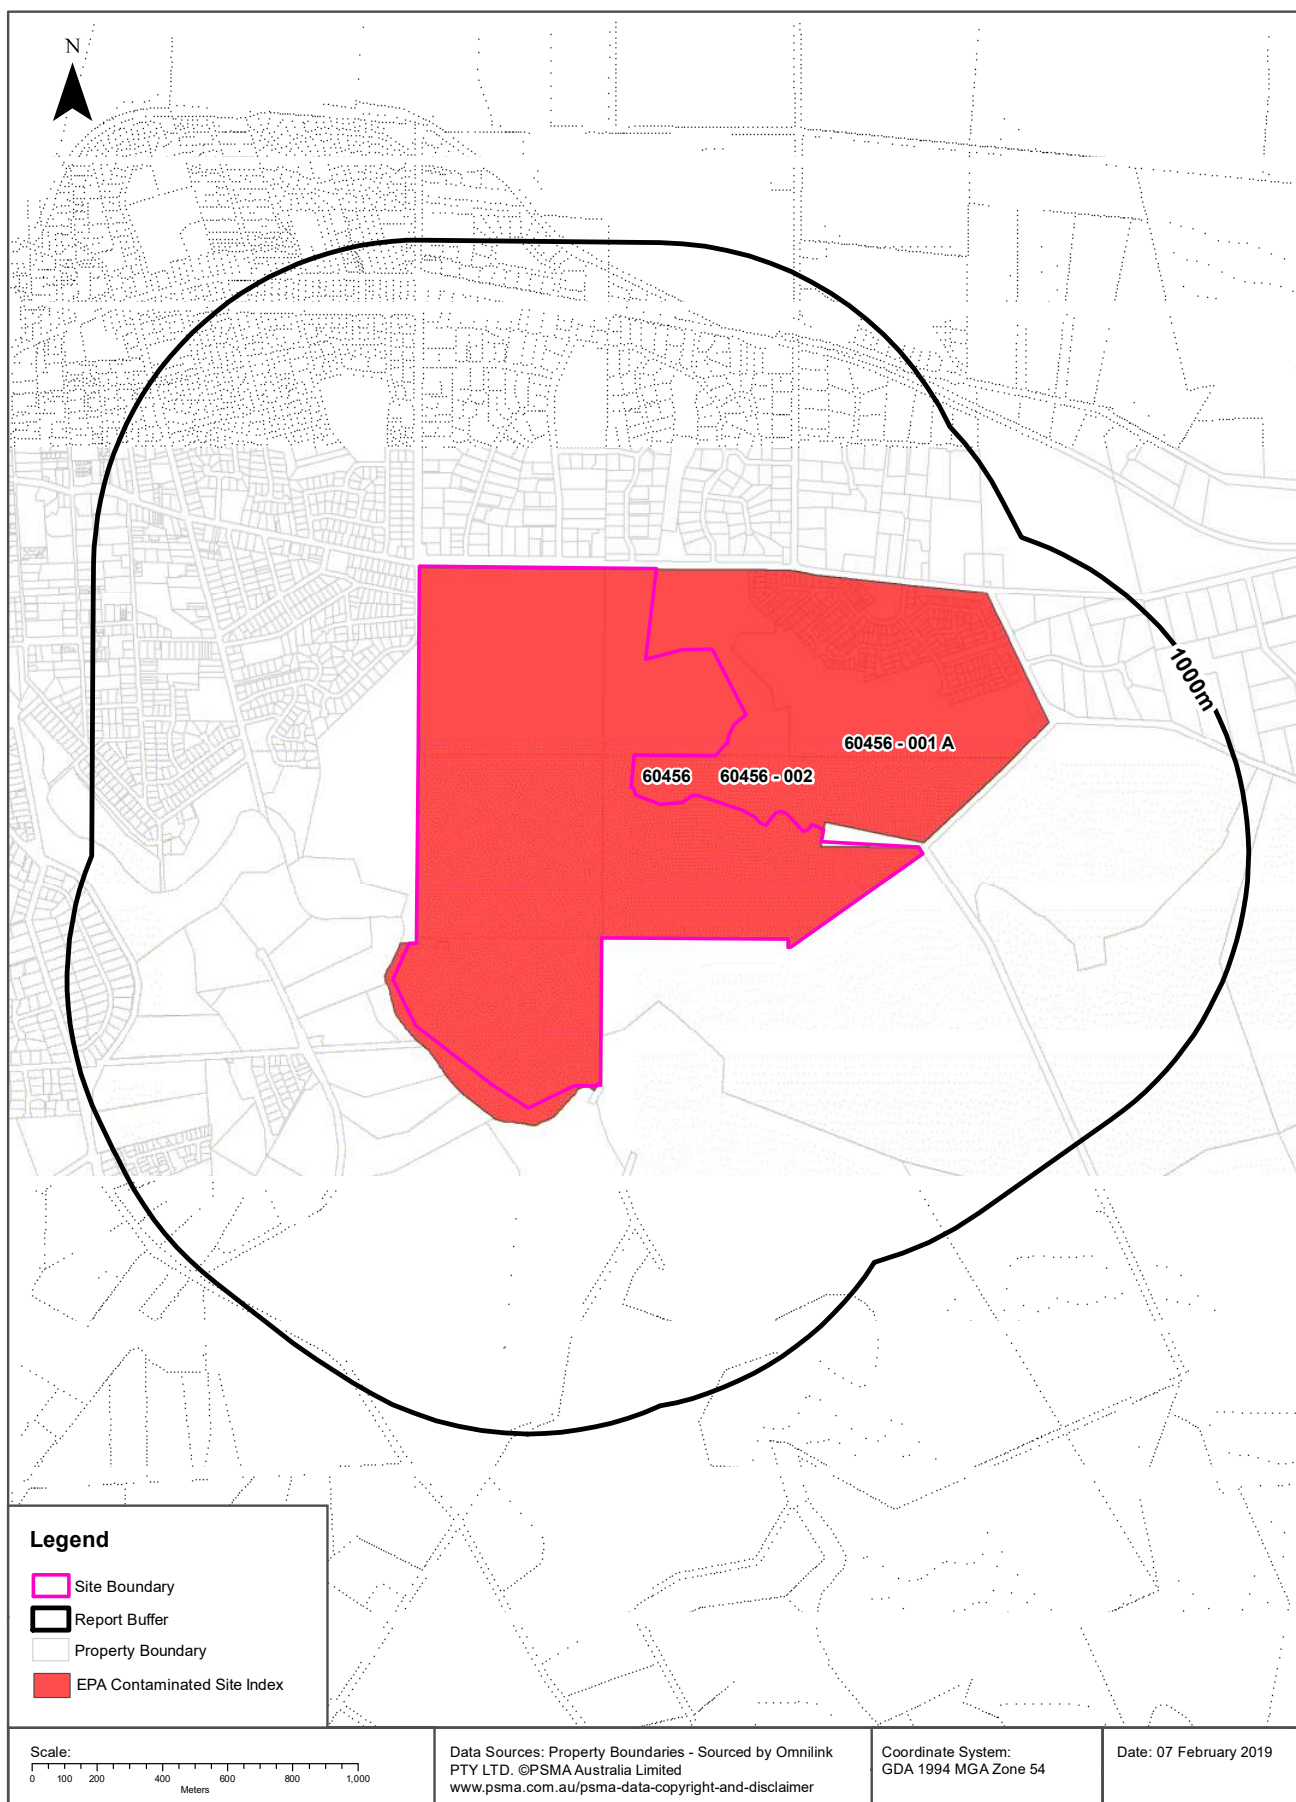 N
1000m
60456 - 001 A
60456
60456 - 002
Legend
Site Boundary
Report Buffer
Property Boundary
EPA Contaminated Site Index
Scale:
0 100 200 400 600 800 1,000
Meters
Data Sources: Property Boundaries - Sourced by Omnilink
PTY LTD. ©PSMA Australia Limited
www.psma.com.au/psma-data-copyright-and-disclaimer
Coordinate System:
GDA 1994 MGA Zone 54
Date: 07 February 2019